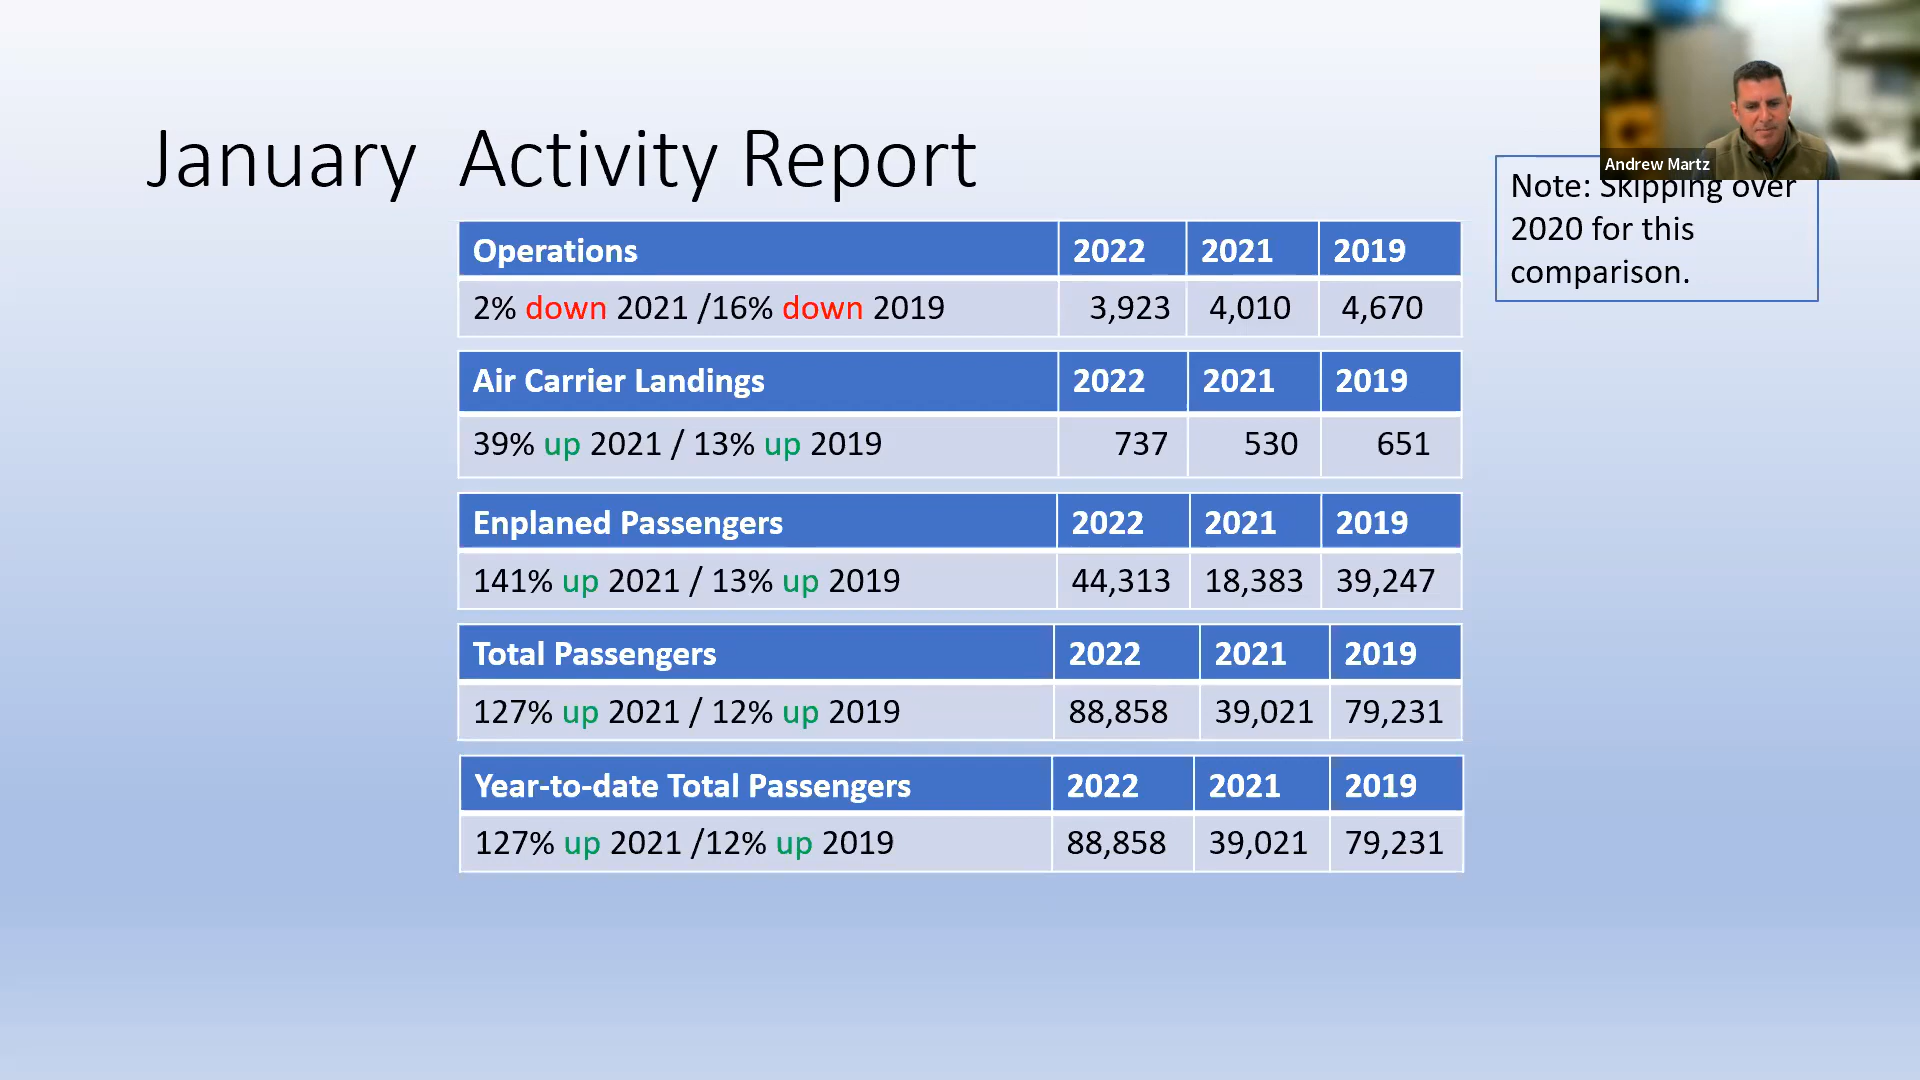 January Activity Report
Andrew Martz
Note: Skipping over
2020 for this
comparison.
Operations 2022 2021 2019
2% down 2021 /16% down 2019 3,923 4,010 4,670
Air Carrier Landings 2022 2021 2019
39% up 2021 / 13% up 2019 737 530 651
Enplaned Passengers 2022 2021 2019
141% up 2021 / 13% up 2019 44,313 18,383 39,247
Total Passengers 2022 2021 2019
127% up 2021 / 12% up 2019 88,858 39,021 79,231
Year-to-date Total Passengers 2022 2021 2019
127% up 2021 /12% up 2019 88,858 39,021 79,231